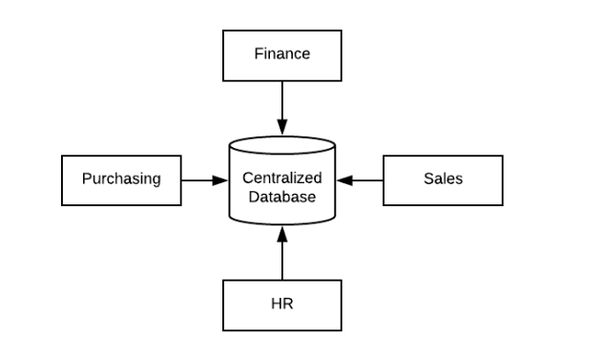 Finance
Purchasing
Centralized
Database
Sales
HR